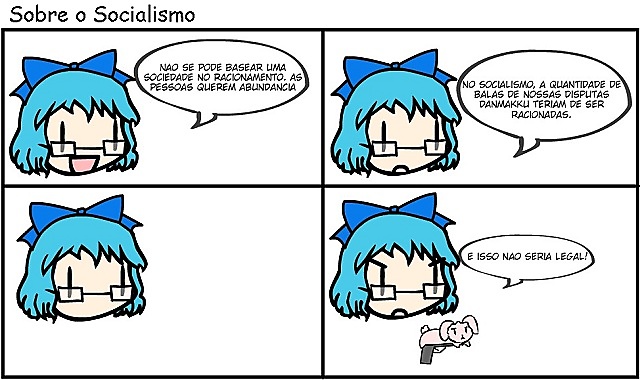 Sobre o Socialismo
NAO SE PODE BASEAR UMA
SOCIEDADE NO RACIONAMENTO. AS
PESSOAS QUEREM ABUNDANCIA
NO SOCIALISMO, A QUANTIDADE DE
BALAS DE NOSSAS DISPUTAS
DANMAKKU TERIAM DE SER
RACIONADAS.
E ISSO NAO SERIA LEGAL!